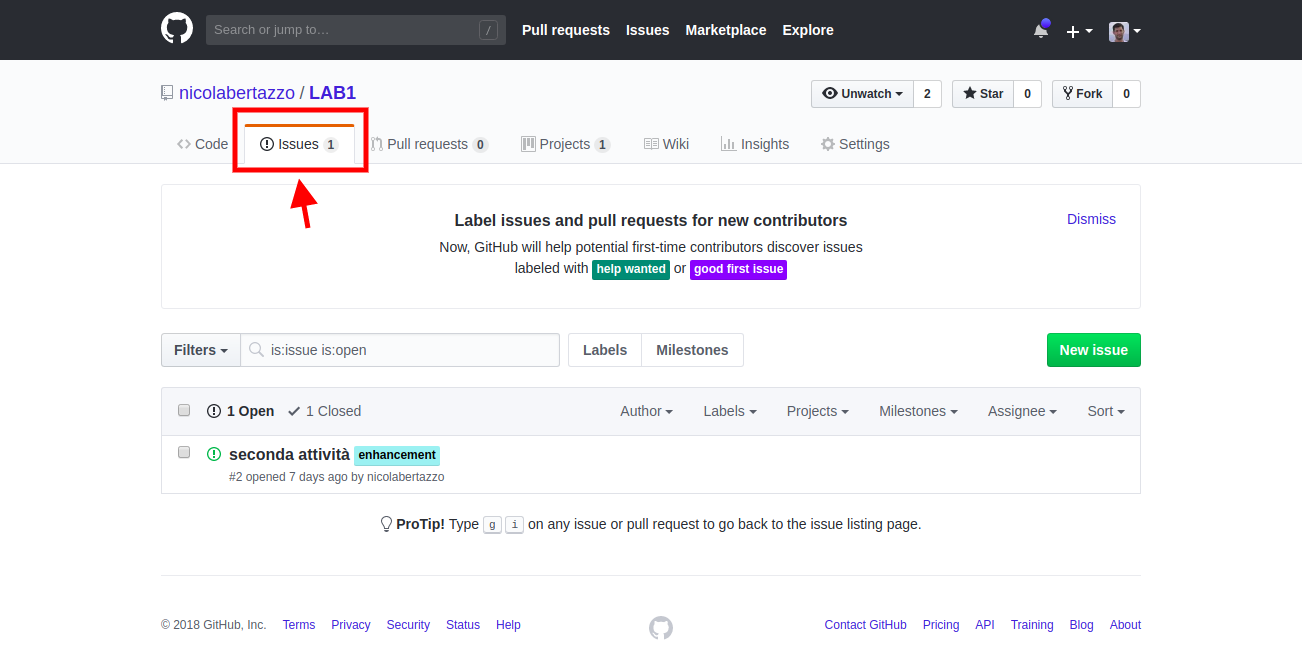 Search or jump to… / Pull requests Issues Marketplace Explore
nicolabertazzo / LAB1 Unwatch 2 Star 0 Fork 0
Code Issues 1 Pull requests 0 Projects 1 Wiki Insights Settings
Label issues and pull requests for new contributors Dismiss
Now, GitHub will help potential first-time contributors discover issues
labeled with help wanted or good first issue
Filters is:issue is:open Labels Milestones New issue
1 Open 1 Closed Author Labels Projects Milestones Assignee Sort
seconda attività enhancement
#2 opened 7 days ago by nicolabertazzo
ProTip! Type g i on any issue or pull request to go back to the issue listing page.
© 2018 GitHub, Inc. Terms Privacy Security Status Help Contact GitHub Pricing API Training Blog About